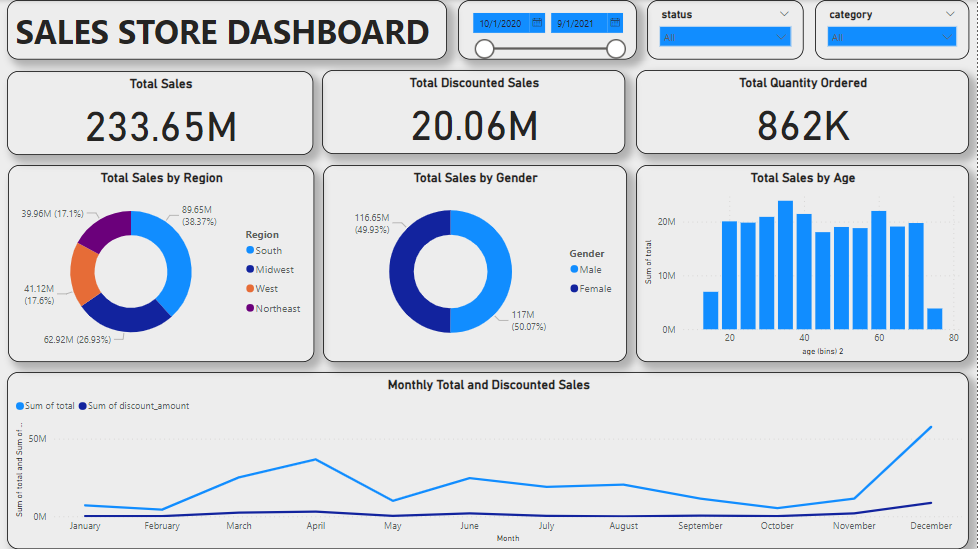 SALES STORE DASHBOARD
10/1/2020
9/1/2021
status
All
category
All
Total Sales
233.65M
Total Discounted Sales
20.06M
Total Quantity Ordered
862K
Total Sales by Region
39.96M (17.1%)
89.65M
(38.37%)
41.12M
(17.6%)
62.92M (26.93%)
Region
South
Midwest
West
Northeast
Total Sales by Gender
116.65M
(49.93%)
117M
(50.07%)
Gender
Male
Female
Total Sales by Age
Sum of total
20M
10M
0M
20
40
60
80
age (bins) 2
Monthly Total and Discounted Sales
Sum of total
Sum of discount_amount
Sum of total and Sum of ...
50M
0M
January
February
March
April
May
June
July
August
September
October
November
December
Month